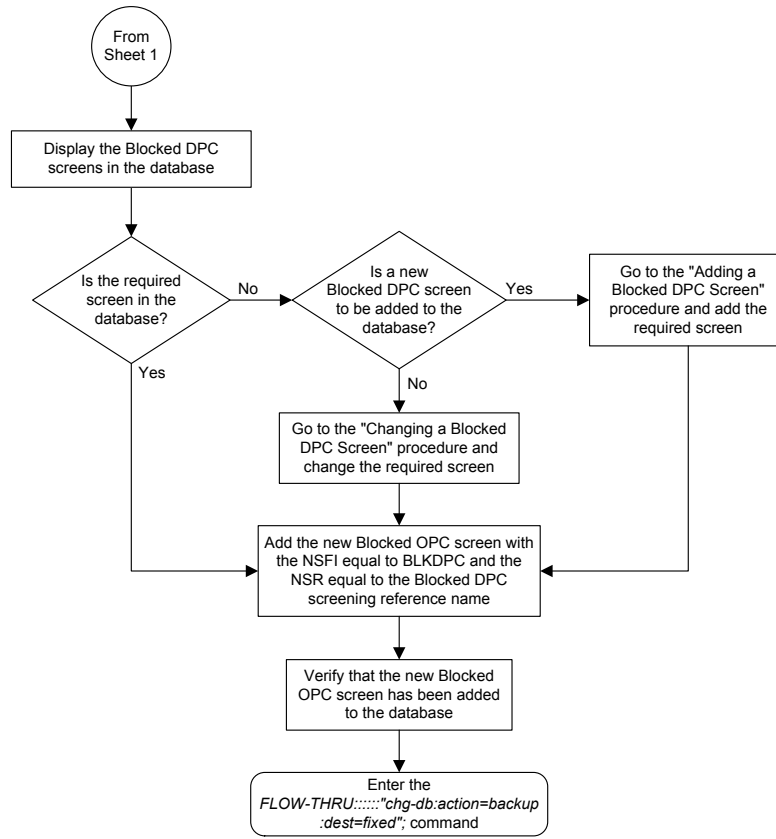 From
Sheet 1
Display the Blocked DPC
screens in the database
Is the required
screen in the
database?
No
Is a new
Blocked DPC screen
to be added to the
database?
Yes
Go to the "Adding a
Blocked DPC Screen"
procedure and add the
required screen
Yes
No
Go to the "Changing a Blocked
DPC Screen" procedure and
change the required screen
Add the new Blocked OPC screen with
the NSFI equal to BLKDPC and the
NSR equal to the Blocked DPC
screening reference name
Verify that the new Blocked
OPC screen has been added
to the database
Enter the
FLOW-THRU::::::"chg-db:action=backup
:dest=fixed"; command